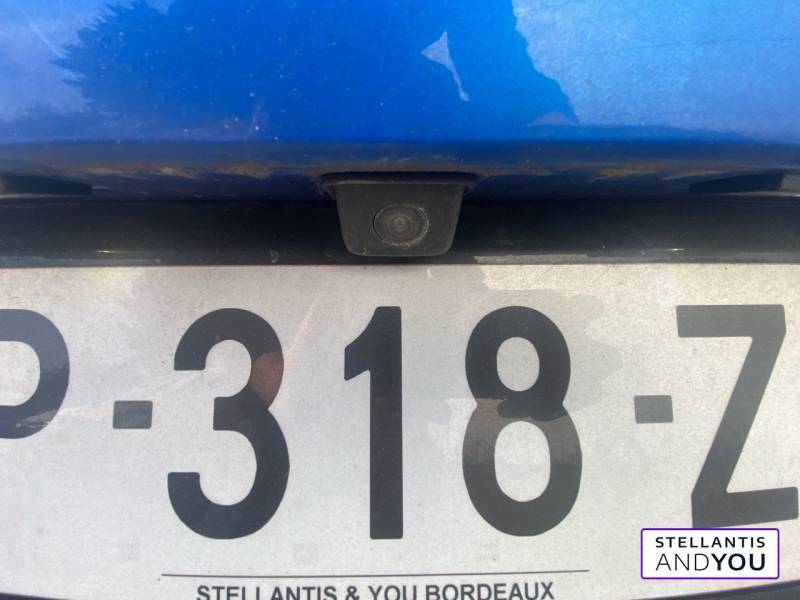 P-318-Z
STELLANTIS & YOU BORDEAUX
STELLANTIS
ANDYOU